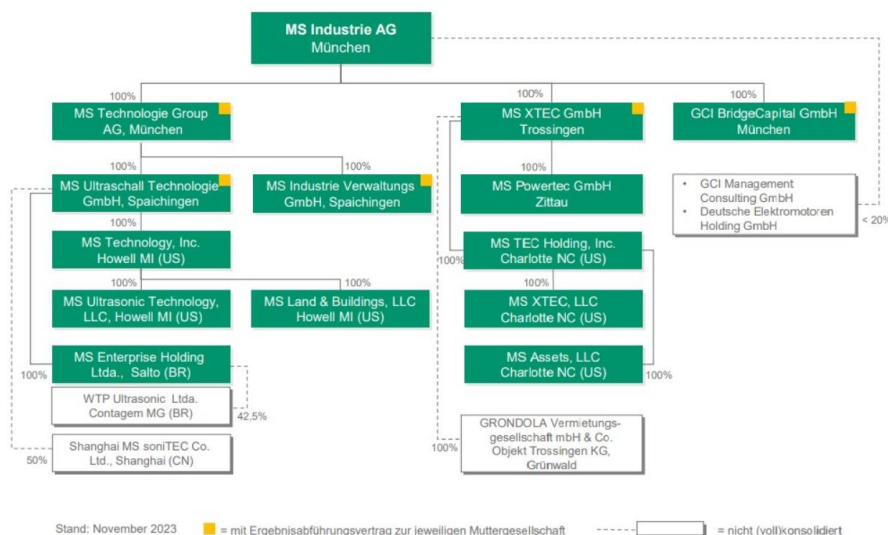 MS Industrie AG
München
100%
100%
100%
MS Technologie Group
AG, München
MS XTEC GmbH
Trossingen
GCI BridgeCapital GmbH
München
100%
100%
100%
MS Ultraschall Technologie
GmbH, Spaichingen
MS Industrie Verwaltungs
GmbH, Spaichingen
MS Powertec GmbH
Zittau
• GCI Management
Consulting GmbH
• Deutsche Elektromotoren
Holding GmbH
< 20%
100%
MS Technology, Inc.
Howell MI (US)
MS TEC Holding, Inc.
Charlotte NC (US)
100%
100%
100%
100%
MS Ultrasonic Technology,
LLC, Howell MI (US)
MS Land & Buildings, LLC
Howell MI (US)
MS XTEC, LLC
Charlotte NC (US)
MS Enterprise Holding
Ltda., Salto (BR)
100%
MS Assets, LLC
Charlotte NC (US)
100%
WTP Ultrasonic Ltda.
Contagem MG (BR)
42,5%
Shanghai MS soniTEC Co.
Ltd., Shanghai (CN)
50%
GRONDOLA Vermietungs-
gesellschaft mbH & Co.
Objekt Trossingen KG,
Grünwald
100%
Stand: November 2023
= mit Ergebnisabführungsvertrag zur jeweiligen Muttergesellschaft
= nicht (voll)konsolidiert